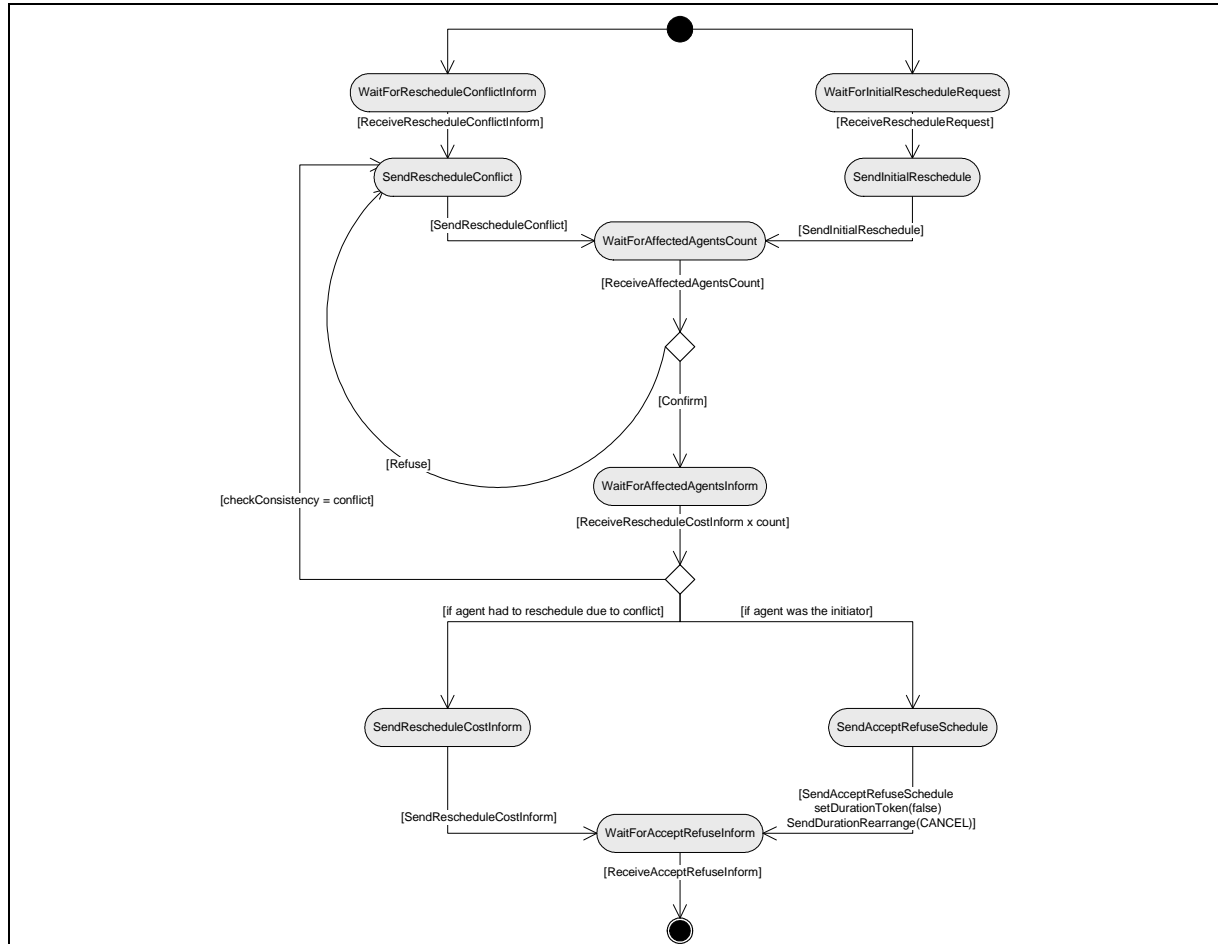 WaitForRescheduleConflictInform
WaitForInitialRescheduleRequest
[ReceiveRescheduleConflictInform]
[ReceiveRescheduleRequest]
SendRescheduleConflict
SendInitialReschedule
[SendRescheduleConflict]
[SendInitialReschedule]
WaitForAffectedAgentsCount
[ReceiveAffectedAgentsCount]
[Confirm]
[Refuse]
WaitForAffectedAgentsInform
[checkConsistency = conflict]
[ReceiveRescheduleCostInform x count]
[if agent had to reschedule due to conflict]
[if agent was the initiator]
SendRescheduleCostInform
SendAcceptRefuseSchedule
[SendAcceptRefuseSchedule
setDurationToken(false)
SendDurationRearrange(CANCEL)]
[SendRescheduleCostInform]
WaitForAcceptRefuseInform
[ReceiveAcceptRefuseInform]